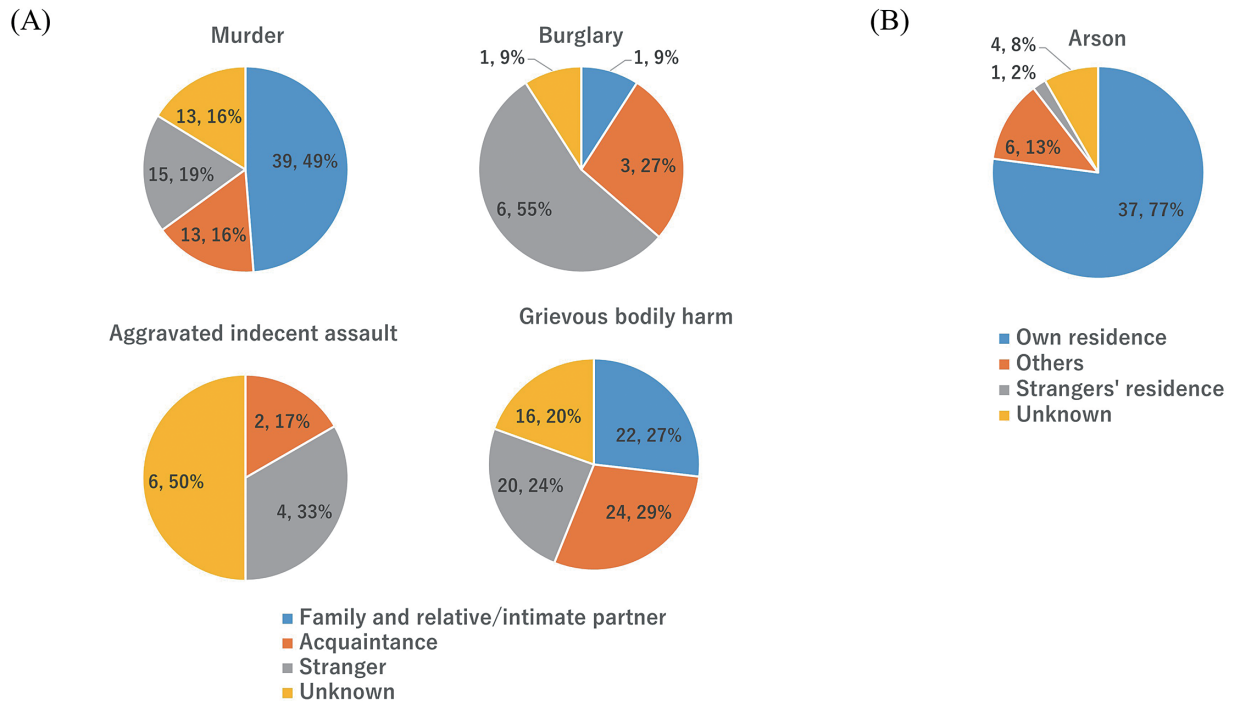 (A)
Murder
39, 49%
13, 16%
15, 19%
13, 16%
Burglary
1, 9%
3, 27%
6, 55%
1, 9%
Aggravated indecent assault
2, 17%
4, 33%
6, 50%
Grievous bodily harm
22, 27%
24, 29%
20, 24%
16, 20%
Family and relative/intimate partner
Acquaintance
Stranger
Unknown
(B)
Arson
37, 77%
6, 13%
1, 2%
4, 8%
Own residence
Others
Strangers' residence
Unknown